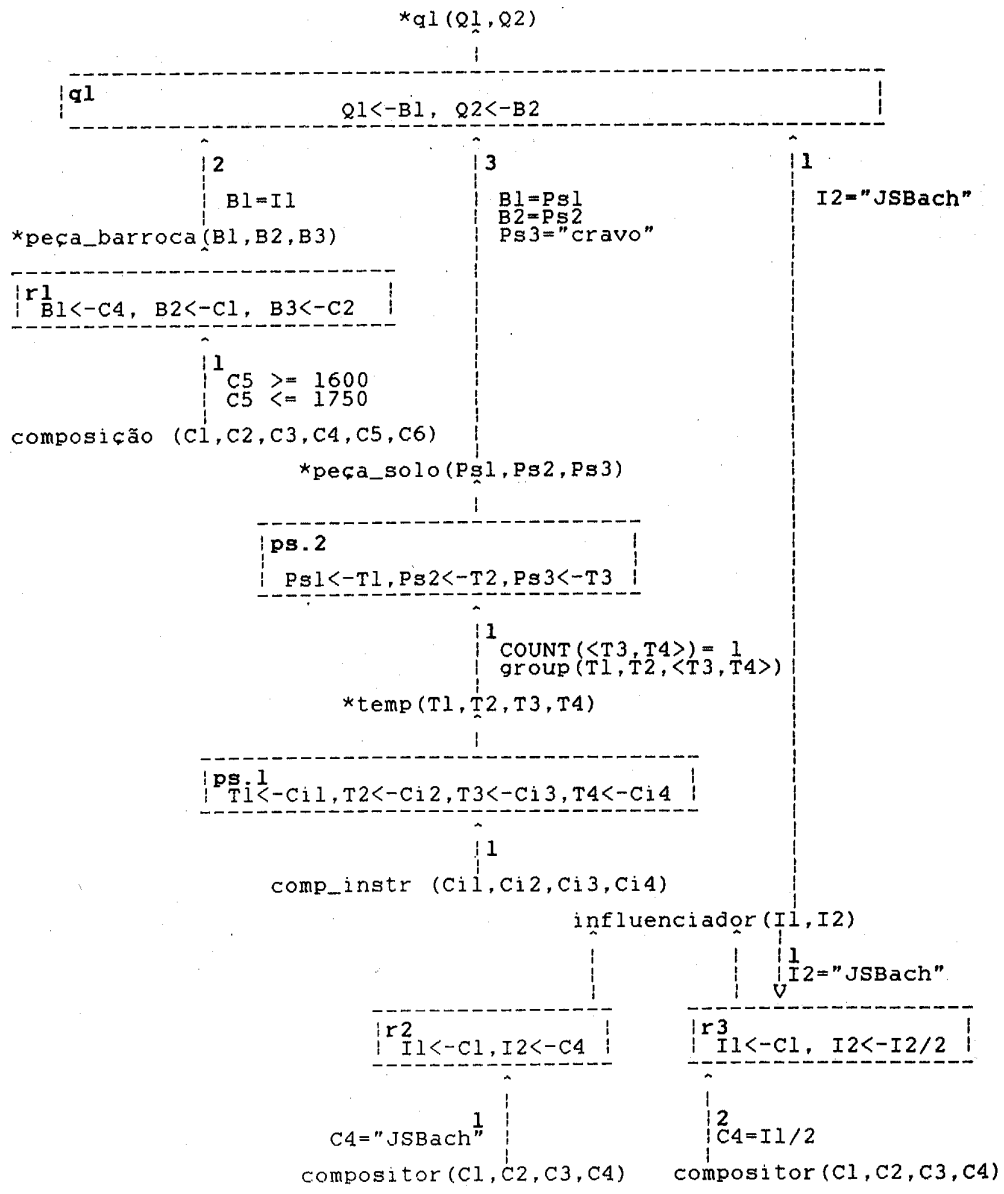 *q1(Q1,Q2)
q1
Q1<-B1, Q2<-B2
2 3 1
B1=I1 B1=Ps1 I2="JSBach"
B2=Ps2
*peça_barroca(B1,B2,B3) Ps3="cravo"
r1
B1<-C4, B2<-C1, B3<-C2
1
C5 >= 1600
C5 <= 1750
composição (C1,C2,C3,C4,C5,C6)
*peça_solo(Ps1,Ps2,Ps3)
ps.2
Ps1<-T1,Ps2<-T2,Ps3<-T3
1
COUNT(<T3,T4>)= 1
group(T1,T2,<T3,T4>)
*temp(T1,T2,T3,T4)
ps.1
T1<-Ci1,T2<-Ci2,T3<-Ci3,T4<-Ci4
1
comp_instr (Ci1,Ci2,Ci3,Ci4)
influenciador(I1,I2)
1
I2="JSBach"
r2 r3
I1<-C1,I2<-C4 I1<-C1, I2<-I2/2
1 2
C4="JSBach" C4=I1/2
compositor(C1,C2,C3,C4) compositor(C1,C2,C3,C4)